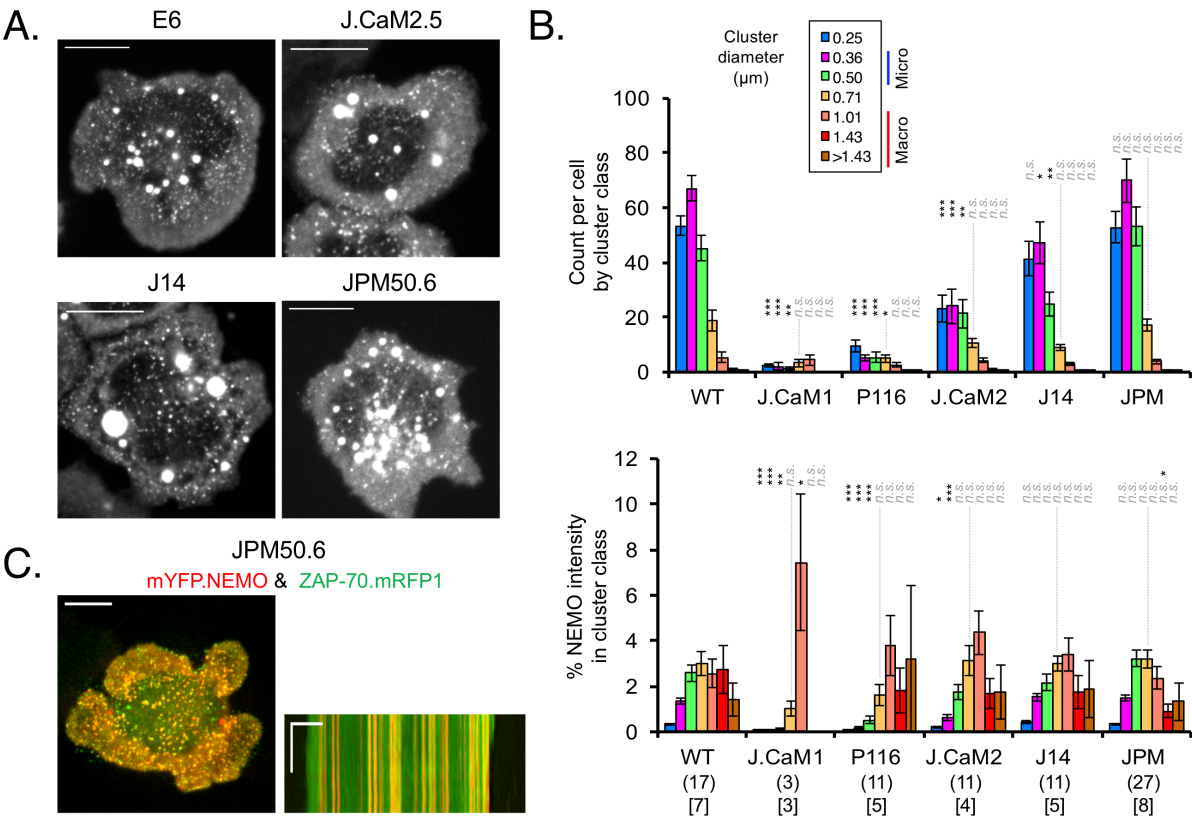 A.
E6
J.CaM2.5
J14
JPM50.6
B.
Cluster
diameter
(µm)
0.25
0.36
0.50
0.71
1.01
1.43
>1.43
Micro
Macro
Count per cell
by cluster class
100
80
60
40
20
0
*** *** ** n.s. n.s. n.s. n.s.
*** *** *** * n.s. n.s. n.s.
*** *** ** n.s. n.s. n.s. n.s.
n.s. * ** n.s. n.s. n.s. n.s.
n.s. n.s. n.s. n.s. n.s. n.s. n.s.
WT J.CaM1 P116 J.CaM2 J14 JPM
% NEMO intensity
in cluster class
12
10
8
6
4
2
0
*** *** ** n.s. * n.s. n.s.
*** *** *** n.s. n.s. n.s. n.s.
* *** n.s. n.s. n.s. n.s. n.s.
n.s. n.s. n.s. n.s. n.s. n.s. n.s.
n.s. n.s. n.s. n.s. n.s. * n.s.
WT J.CaM1 P116 J.CaM2 J14 JPM
(17) (3) (11) (11) (11) (27)
[7] [3] [5] [4] [5] [8]
C.
JPM50.6
mYFP.NEMO & ZAP-70.mRFP1